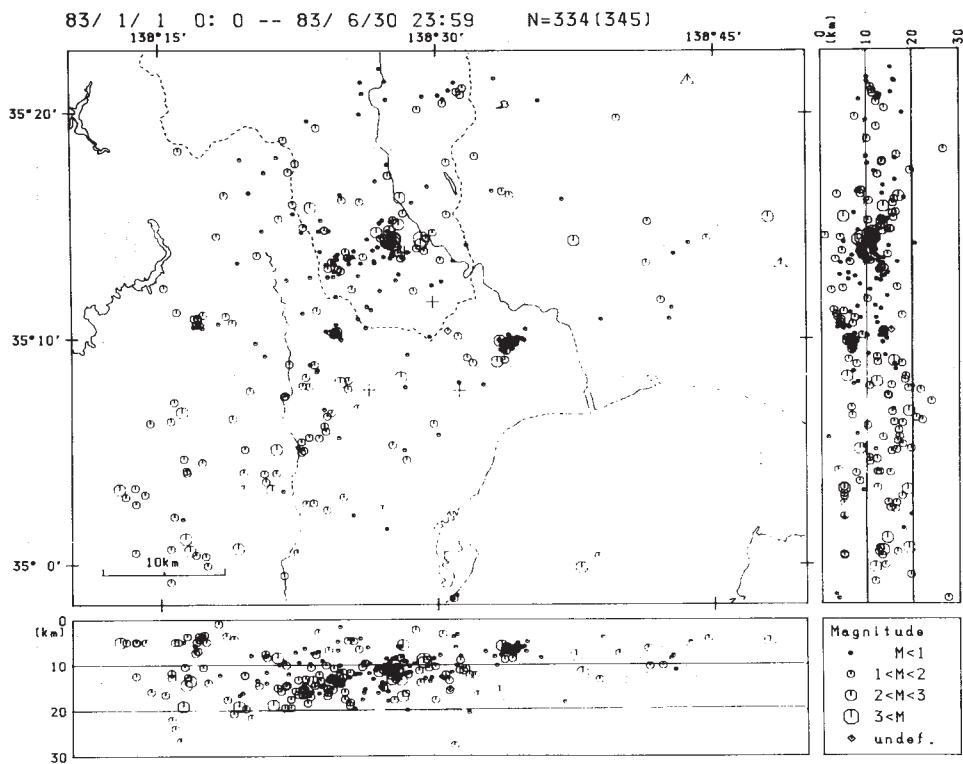 83/ 1/ 1 0: 0 -- 83/ 6/30 23:59 N=334(345)
138°15' 138°30' 138°45'
0 10 20 30
(km)
35°20'
35°10'
35° 0'
10km
0
(km)
10
20
30
Magnitude
M<1
1<M<2
2<M<3
3<M
undef.